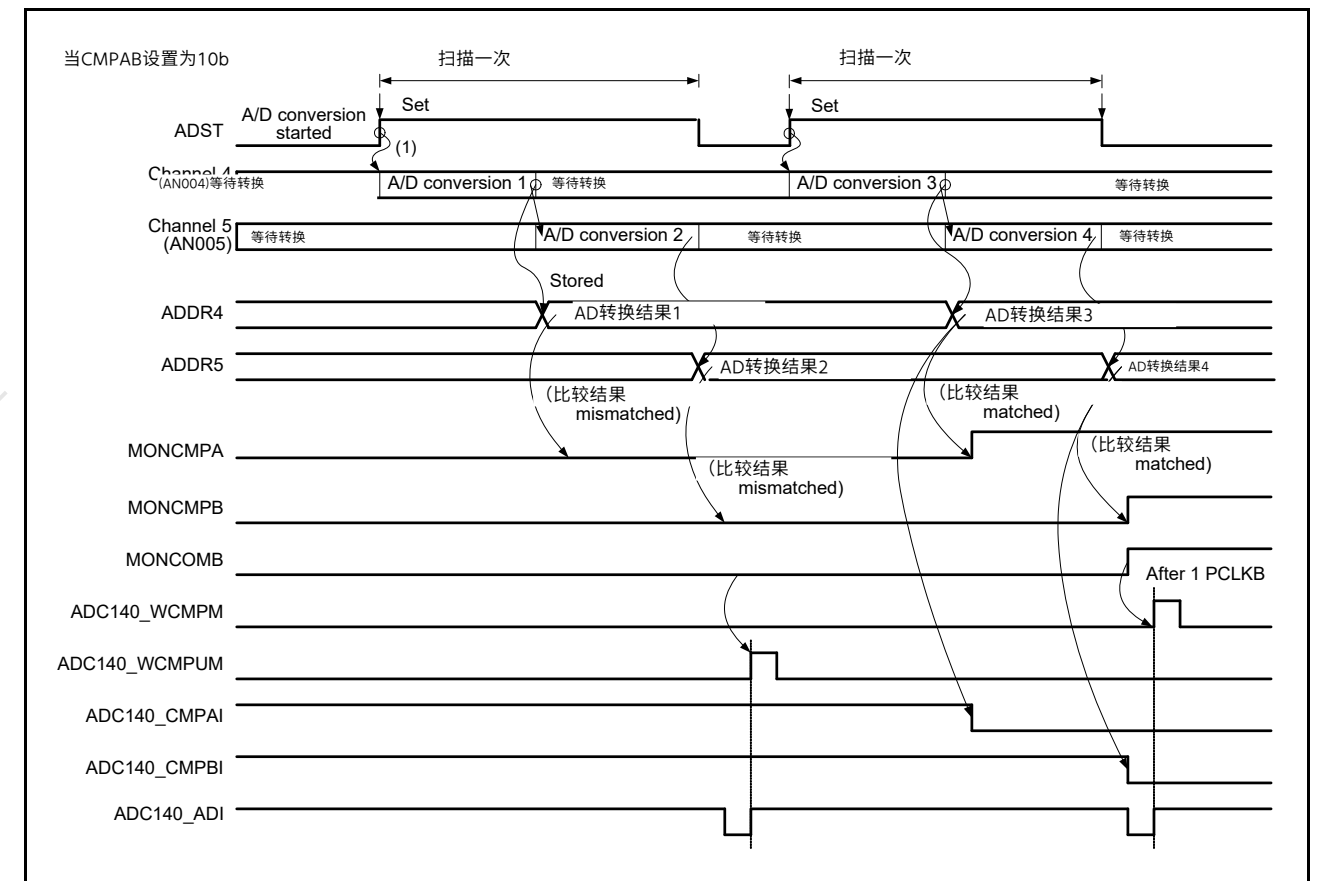 当CMPAB设置为10b
扫描一次
扫描一次
ADST
A/D conversion
started
Set
Set
(1)
Channel 4
(AN004)等待转换
A/D conversion 1
等待转换
A/D conversion 3
等待转换
Channel 5
(AN005)
等待转换
A/D conversion 2
等待转换
A/D conversion 4
等待转换
Stored
ADDR4
AD转换结果1
AD转换结果3
ADDR5
AD转换结果2
AD转换结果4
(比较结果
mismatched)
(比较结果
matched)
MONCMPA
(比较结果
mismatched)
(比较结果
matched)
MONCMPB
MONCOMB
After 1 PCLKB
ADC140_WCMPM
ADC140_WCMPUM
ADC140_CMPAI
ADC140_CMPBI
ADC140_ADI